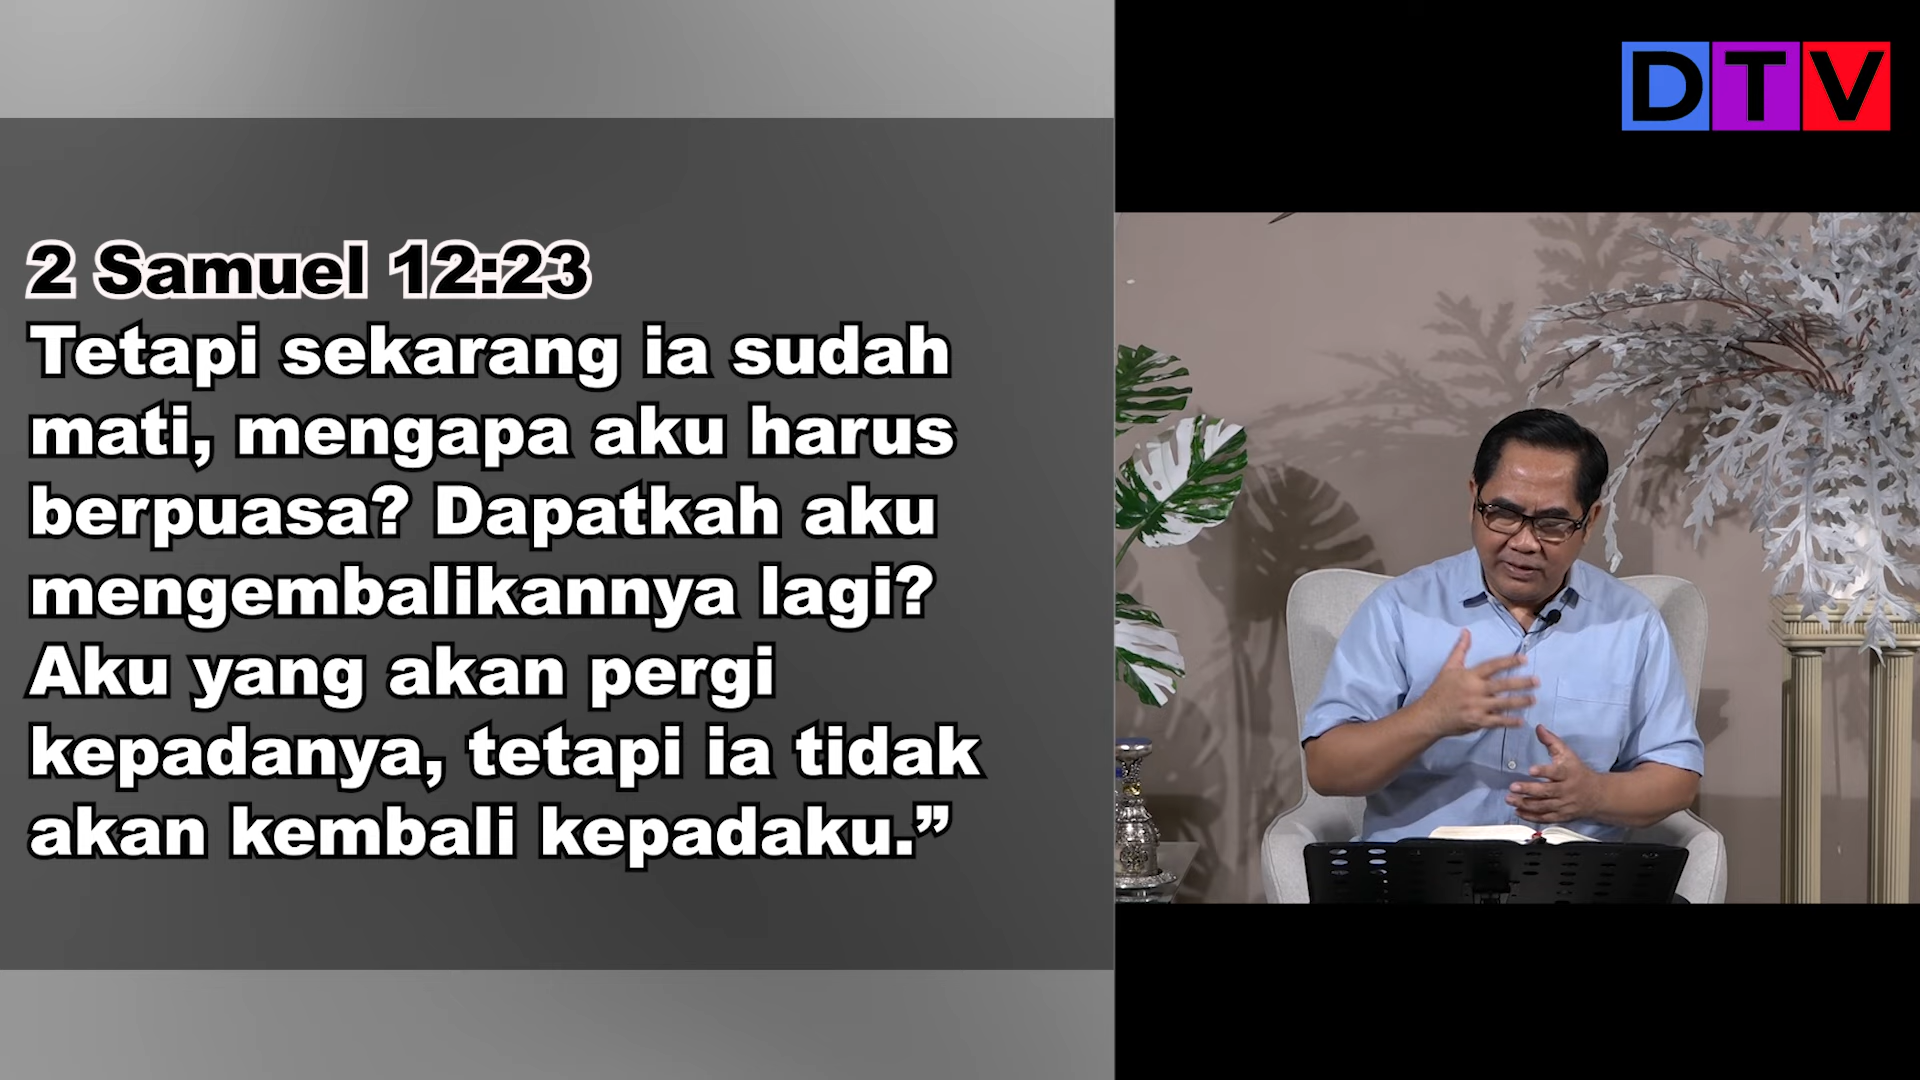 2 Samuel 12:23
Tetapi sekarang ia sudah
mati, mengapa aku harus
berpuasa? Dapatkah aku
mengembalikannya lagi?
Aku yang akan pergi
kepadanya, tetapi ia tidak
akan kembali kepadaku.”
DTV